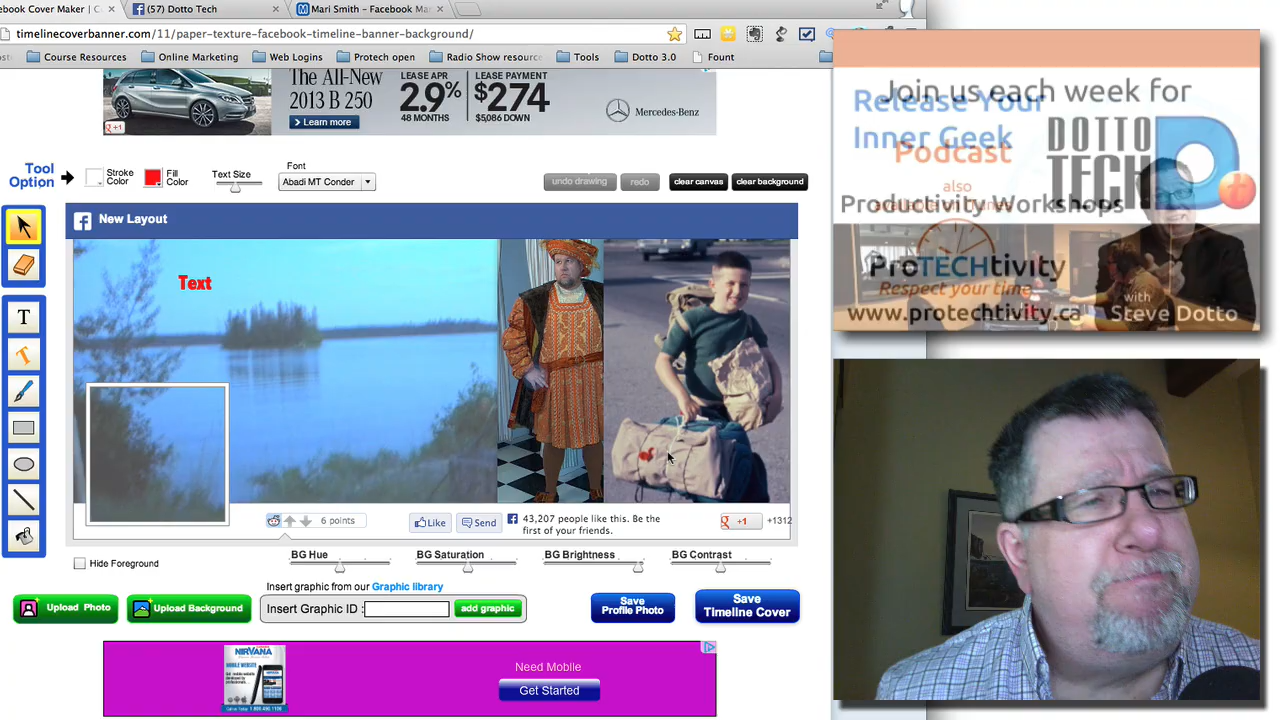 ebook Cover Maker | C
(57) Dotto Tech
Mari Smith - Facebook Mar
timelinecoverbanner.com/11/paper-texture-facebook-timeline-banner-background/
Course Resources
Online Marketing
Web Logins
Protech open
Radio Show resourc
Tools
Dotto 3.0
Fount
The All-New
2013 B 250
Learn more
LEASE APR
2.9%
48 MONTHS
LEASE PAYMENT
$274
$5,086 DOWN
Mercedes-Benz
+1
Tool
Option
Stroke
Color
Fill
Color
Text Size
Font
Abadi MT Conder
undo drawing
redo
clear canvas
clear background
New Layout
Text
T
6 points
Like
Send
43,207 people like this. Be the
first of your friends.
+1
+1312
Hide Foreground
BG Hue
BG Saturation
BG Brightness
BG Contrast
Insert graphic from our Graphic library
Upload Photo
Upload Background
Insert Graphic ID :
add graphic
Save
Profile Photo
Save
Timeline Cover
NIRVANA
Need Mobile
Get Started
Join us each week for
Release Your
Inner Geek
Podcast
DOTTO
TECH
also
Productivity Workshops
ProTECHtivity
Respect your time
www.protechtivity.ca
with
Steve Dotto